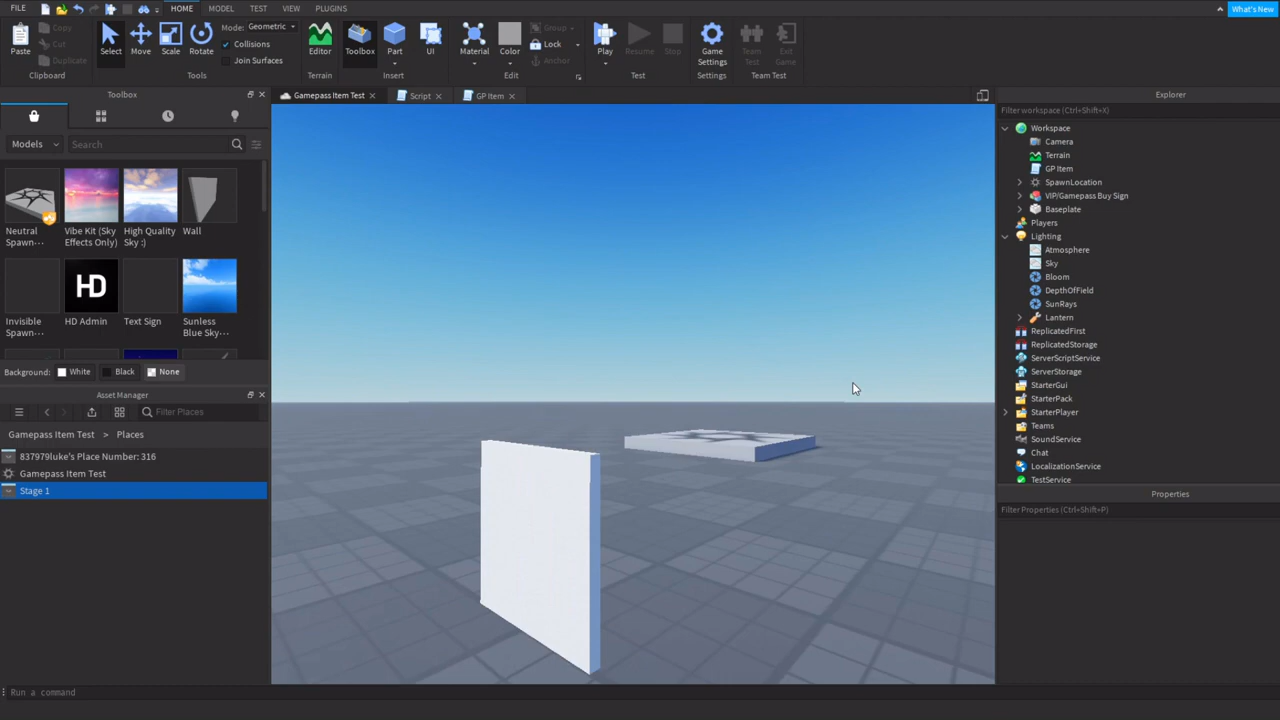 FILE HOME MODEL TEST VIEW PLUGINS What's New
Paste Copy Cut Duplicate Select Move Scale Rotate Mode: Geometric Collisions Join Surfaces Editor Toolbox Part UI Material Color Group Lock Anchor Play Resume Stop Game Settings Team Test Exit Game
Clipboard Tools Terrain Insert Edit Test Settings Team Test
Toolbox
Models Search
Neutral Spawn... Vibe Kit (Sky Effects Only) High Quality Sky :) Wall
Invisible Spawn... HD HD Admin Text Sign Sunless Blue Sky...
Background: White Black None
Asset Manager
Filter Places
Gamepass Item Test > Places
837979luke's Place Number: 316
Gamepass Item Test
Stage 1
Gamepass Item Test Script GP Item
Explorer
Filter workspace (Ctrl+Shift+X)
Workspace
Camera
Terrain
GP Item
SpawnLocation
VIP/Gamepass Buy Sign
Baseplate
Players
Lighting
Atmosphere
Sky
Bloom
DepthOfField
SunRays
Lantern
ReplicatedFirst
ReplicatedStorage
ServerScriptService
ServerStorage
StarterGui
StarterPack
StarterPlayer
Teams
SoundService
Chat
LocalizationService
TestService
Properties
Filter Properties (Ctrl+Shift+P)
Run a command